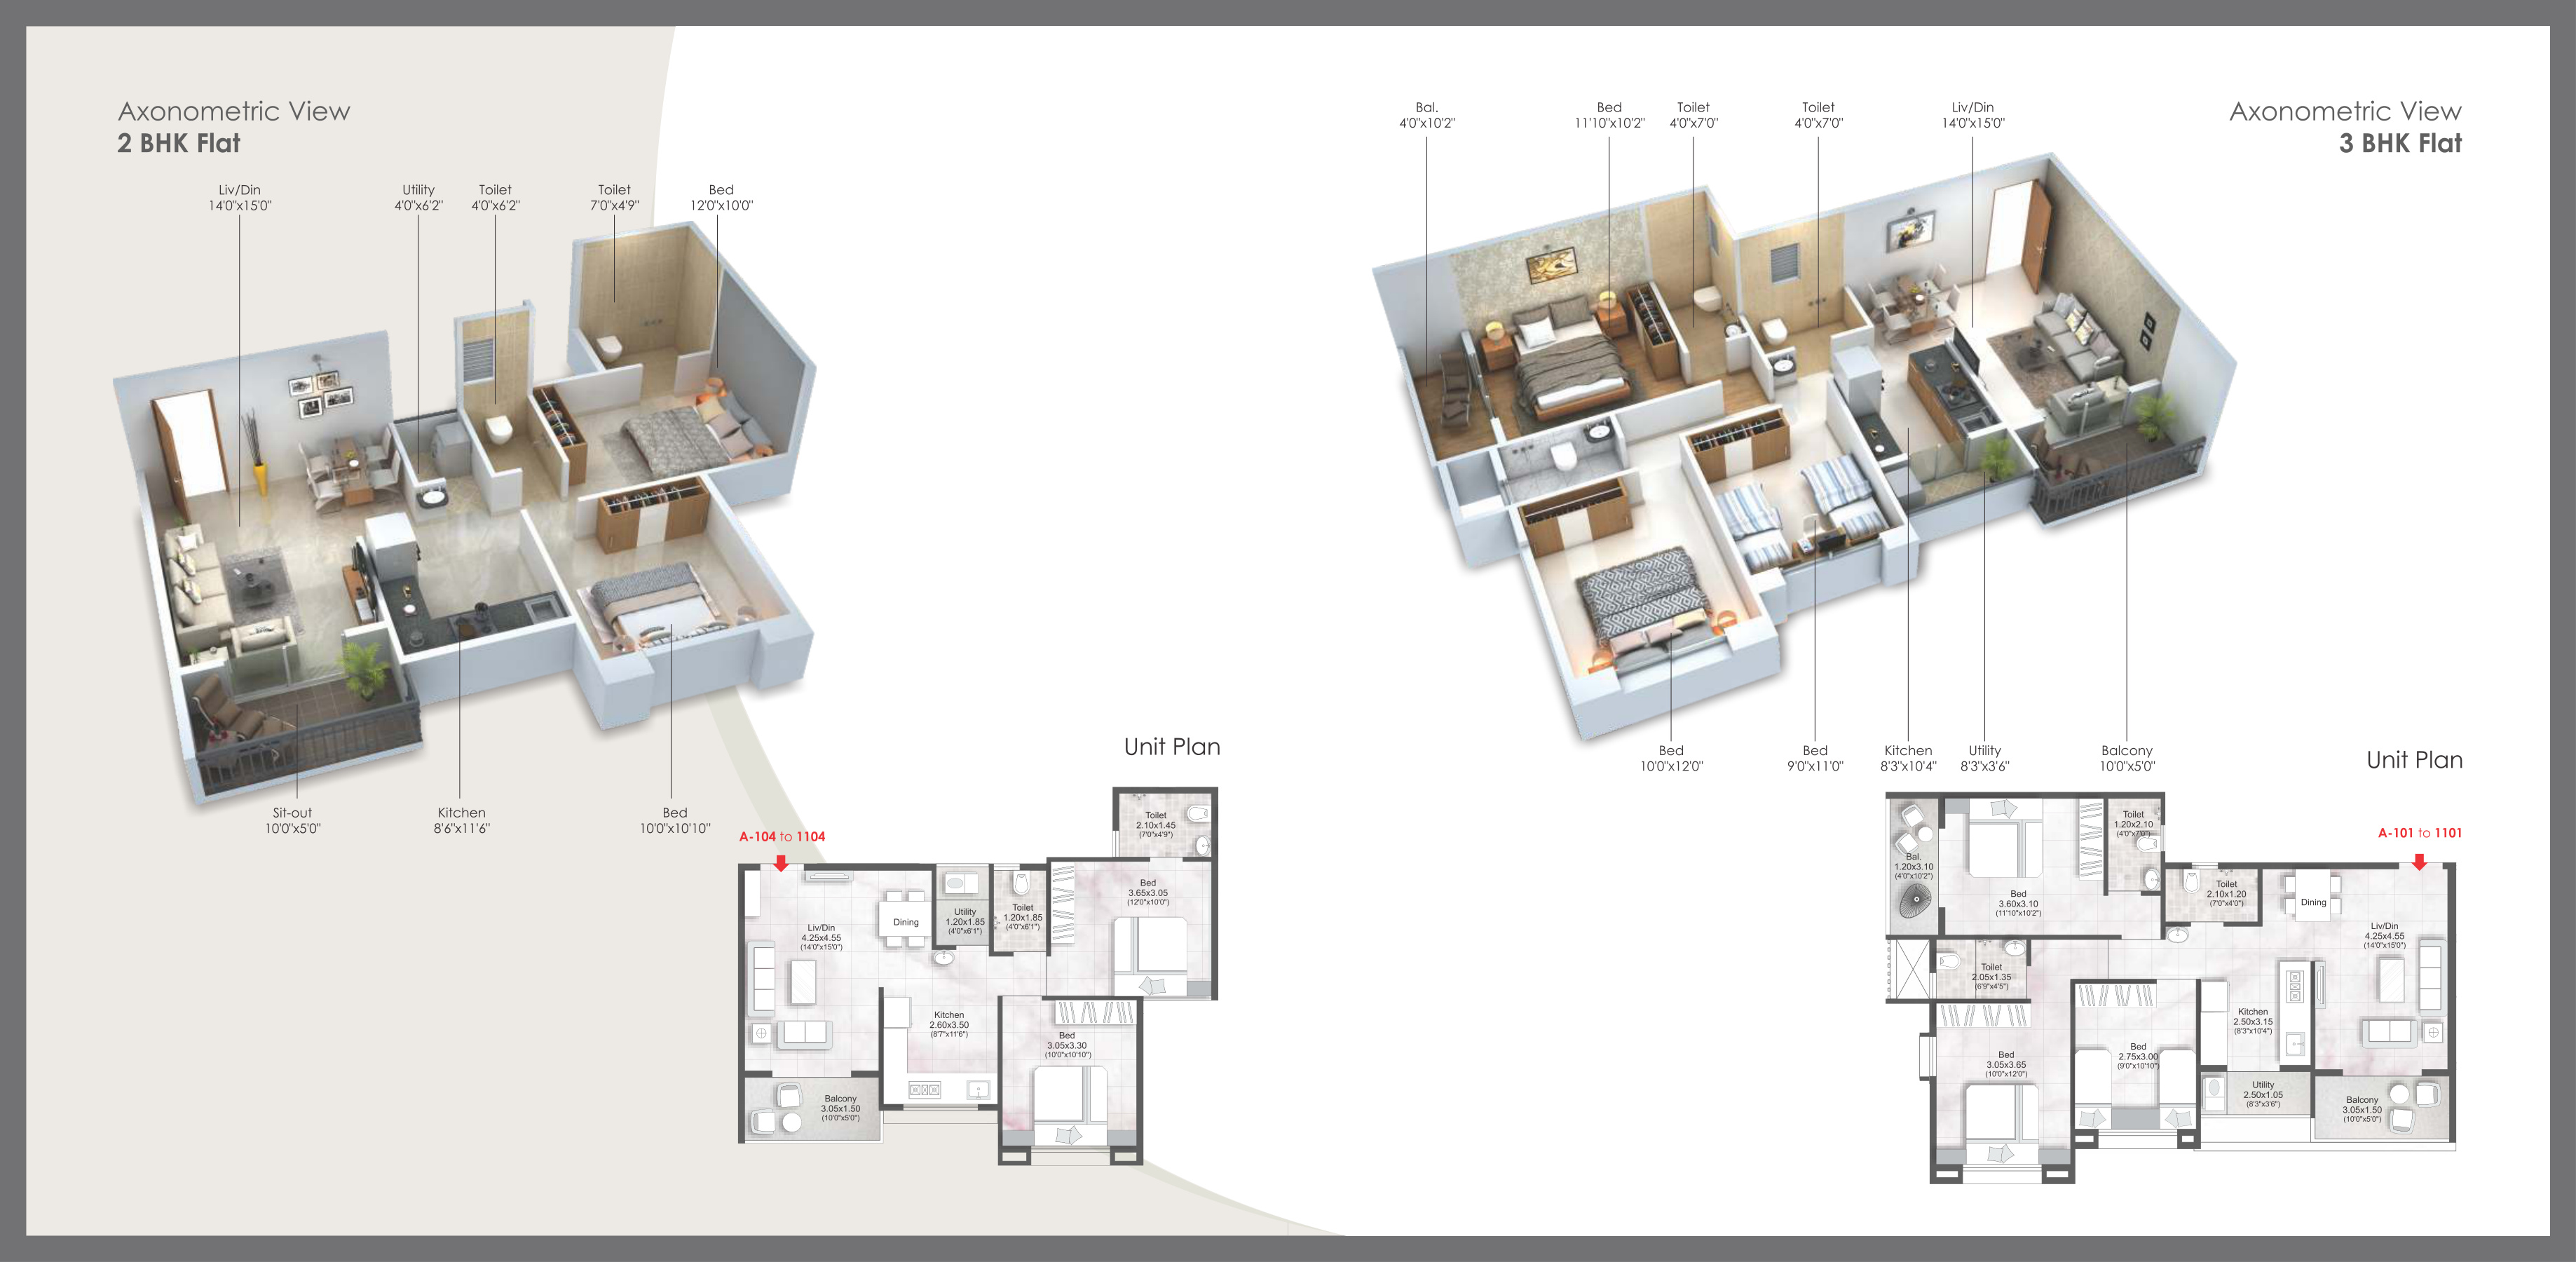 Axonometric View
2 BHK Flat
Liv/Din
14'0"x15'0"
Utility
4'0"x6'2"
Toilet
4'0"x6'2"
Toilet
7'0"x4'9"
Bed
12'0"x10'0"
Sit-out
10'0"x5'0"
Kitchen
8'6"x11'6"
Bed
10'0"x10'10"
Unit Plan
A-104 to 1104
Toilet
2.10x1.45
(7'0"x4'9")
Bed
3.65x3.05
(12'0"x10'0")
Utility
1.20x1.85
(4'0"x6'1")
Toilet
1.20x1.85
(4'0"x6'1")
Dining
Liv/Din
4.25x4.55
(14'0"x15'0")
Kitchen
2.60x3.50
(8'7"x11'6")
Bed
3.05x3.30
(10'0"x10'10")
Balcony
3.05x1.50
(10'0"x5'0")
Axonometric View
3 BHK Flat
Bal.
4'0"x10'2"
Bed
11'10"x10'2"
Toilet
4'0"x7'0"
Toilet
4'0"x7'0"
Liv/Din
14'0"x15'0"
Bed
10'0"x12'0"
Bed
9'0"x11'0"
Kitchen
8'3"x10'4"
Utility
8'3"x3'6"
Balcony
10'0"x5'0"
Unit Plan
A-101 to 1101
Toilet
1.20x2.10
(4'0"x7'0")
Bal.
1.20x3.10
(4'0"x10'2")
Bed
3.60x3.10
(11'10"x10'2")
Toilet
2.10x1.20
(7'0"x4'0")
Dining
Liv/Din
4.25x4.55
(14'0"x15'0")
Toilet
2.05x1.35
(6'9"x4'5")
Kitchen
2.50x3.15
(8'3"x10'4")
Bed
3.05x3.65
(10'0"x12'0")
Bed
2.75x3.00
(9'0"x10'10")
Utility
2.50x1.05
(8'3"x3'6")
Balcony
3.05x1.50
(10'0"x5'0")